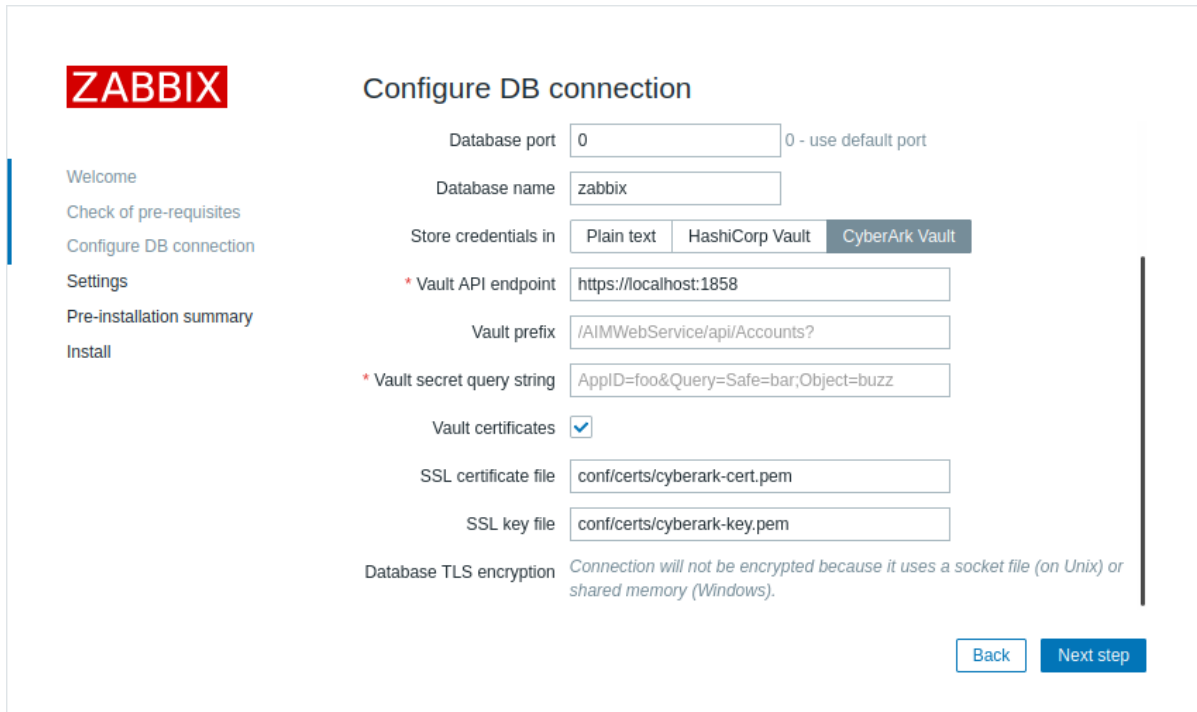 ZABBIX
Welcome
Check of pre-requisites
Configure DB connection
Settings
Pre-installation summary
Install
Configure DB connection
Database port 0 0 - use default port
Database name zabbix
Store credentials in Plain text HashiCorp Vault CyberArk Vault
* Vault API endpoint https://localhost:1858
Vault prefix /AIMWebService/api/Accounts?
* Vault secret query string AppID=foo&Query=Safe=bar;Object=buzz
Vault certificates
SSL certificate file conf/certs/cyberark-cert.pem
SSL key file conf/certs/cyberark-key.pem
Database TLS encryption Connection will not be encrypted because it uses a socket file (on Unix) or
shared memory (Windows).
Back Next step